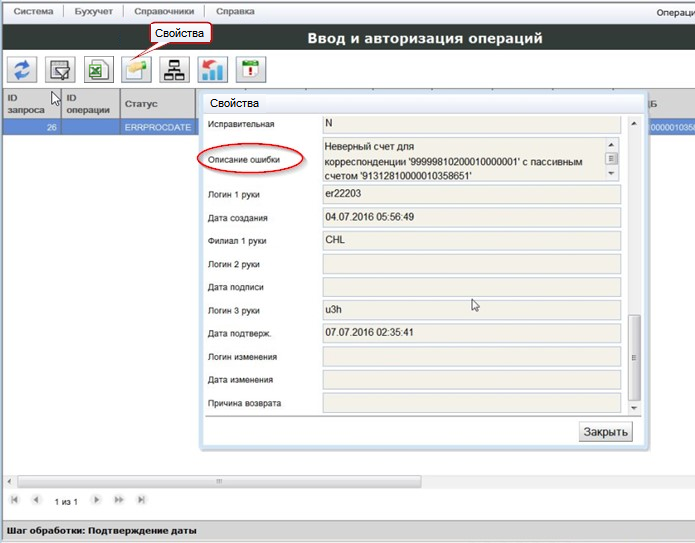 Система Бухучет Справочники Справка Операци
Свойства
Ввод и авторизация операций
ID запроса ID операции Статус ДБ
26 ERRPROCDATE 0000010358
Свойства
Исправительная N
Описание ошибки Неверный счет для
корреспонденции '99999810200010000001' с пассивным
счетом '91312810000010358651'
Логин 1 руки er22203
Дата создания 04.07.2016 05:56:49
Филиал 1 руки CHL
Логин 2 руки
Дата подписи
Логин 3 руки u3h
Дата подтверж. 07.07.2016 02:35:41
Логин изменения
Дата изменения
Причина возврата
Закрыть
1 из 1
Шаг обработки: Подтверждение даты